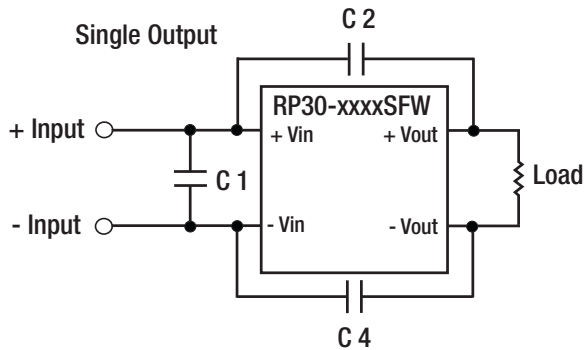 Single Output
C 2
RP30-xxxxSFW
+ Input
+ Vin
+ Vout
C 1
Load
- Input
- Vin
- Vout
C 4